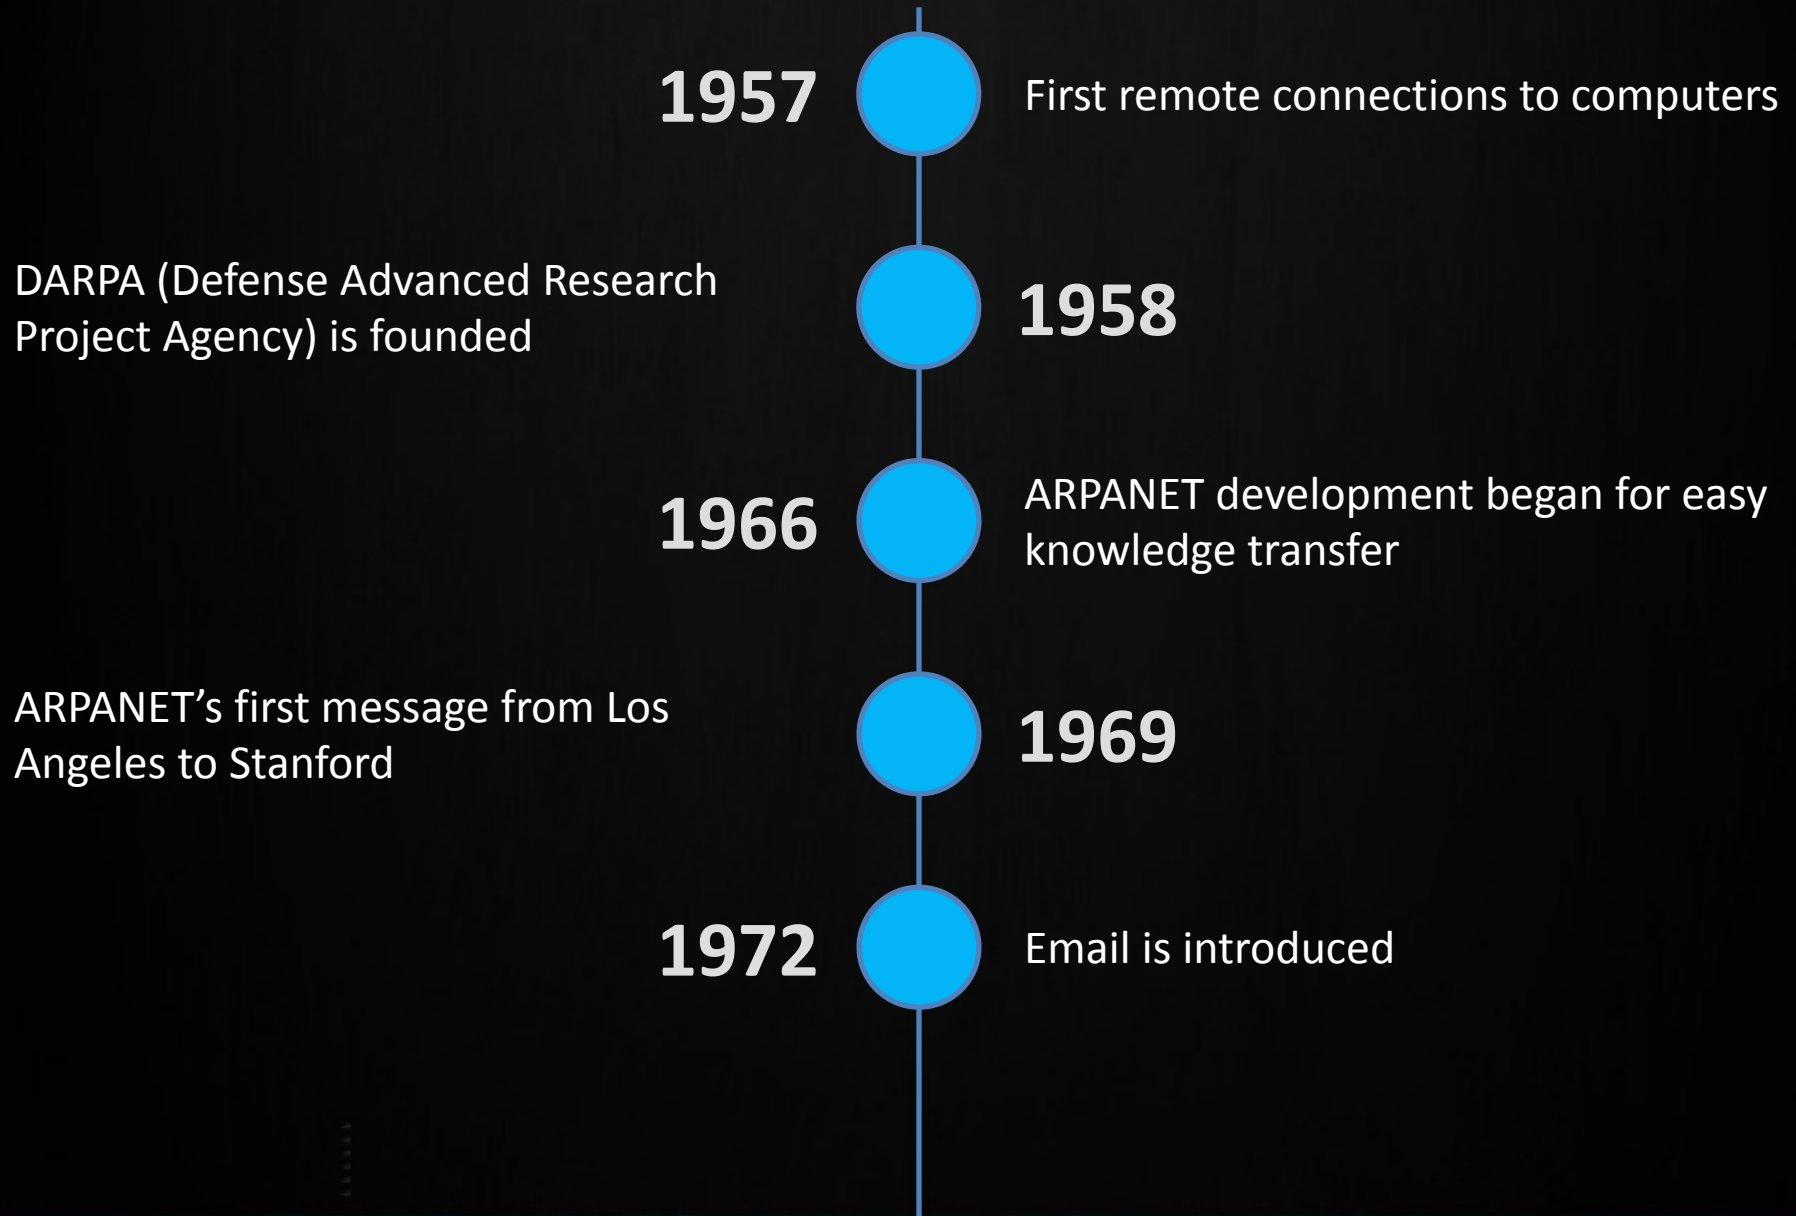 1957
First remote connections to computers
DARPA (Defense Advanced Research
Project Agency) is founded
1958
1966
ARPANET development began for easy
knowledge transfer
ARPANET’s first message from Los
Angeles to Stanford
1969
1972
Email is introduced